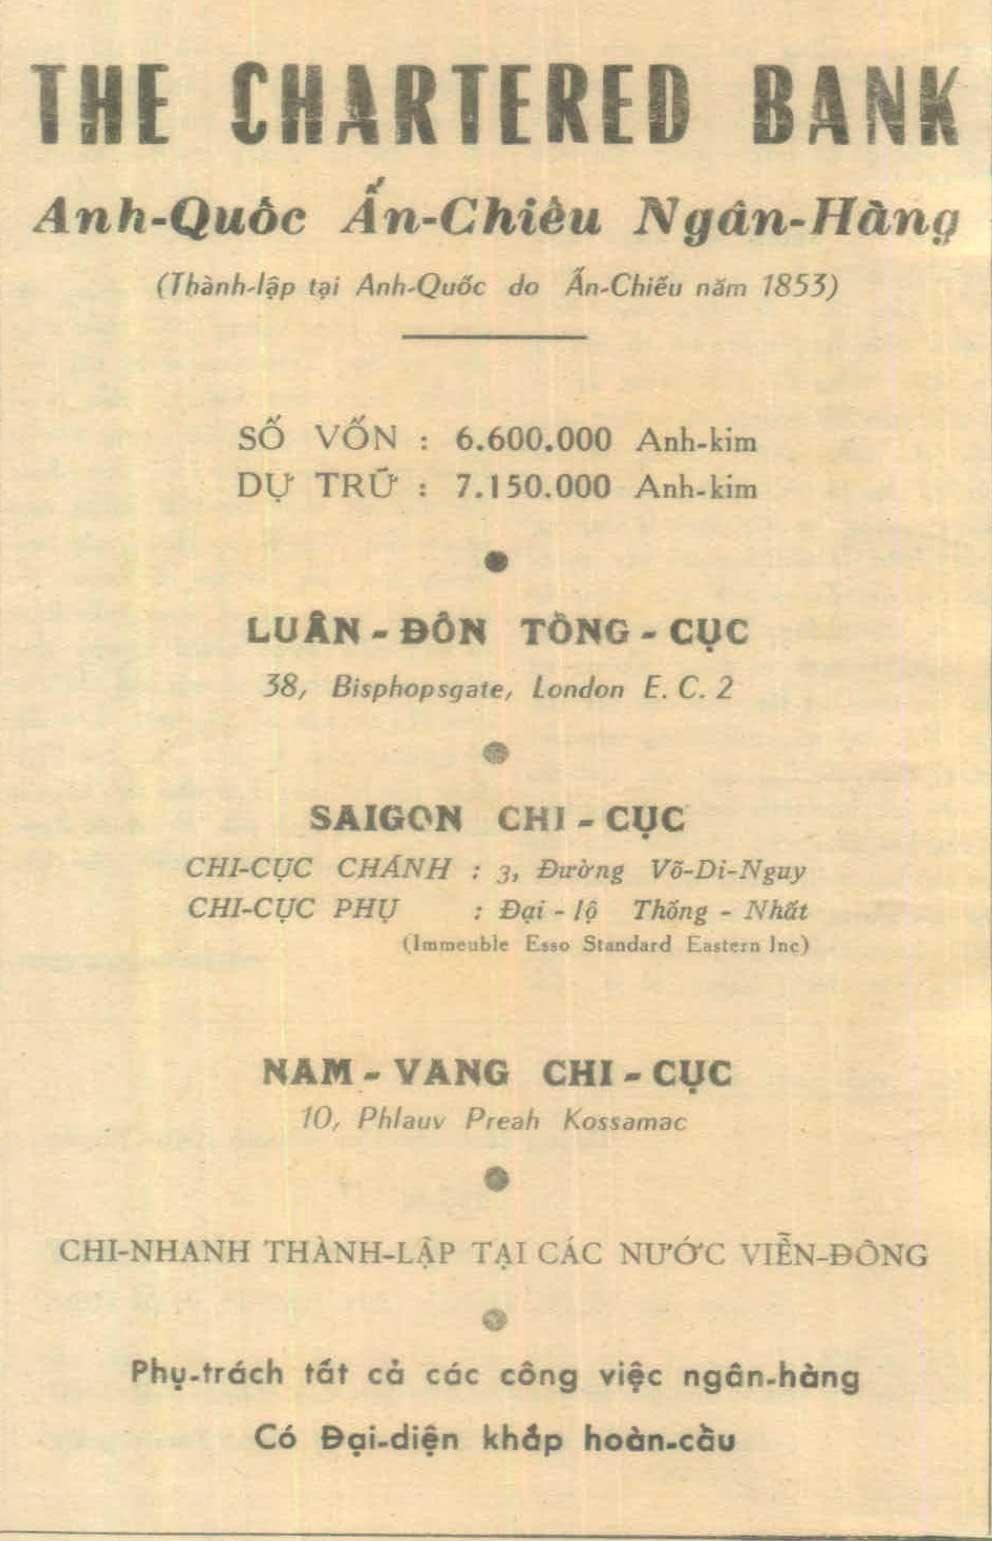 THE CHARTERED BANK
Anh-Quôc Ấn-Chiêu Ngân-Hàng
(Thành-lập tại Anh-Quốc do Ấn-Chiếu năm 1853)
SỐ VỐN : 6.600.000 Anh-kim
DỰ TRỮ : 7.150.000 Anh-kim
LUÂN - ĐÔN TỒNG - CỤC
38, Bisphopsgate, London E. C. 2
SAIGON CHI - CỤC
CHI-CỤC CHÁNH : 3, Đường Võ-Di-Nguy
CHI-CỤC PHỤ : Đại - lộ Thống - Nhất
(Immeuble Esso Standard Eastern Inc)
NAM - VANG CHI - CỤC
10, Phlauv Preah Kossamac
CHI-NHANH THÀNH-LẬP TẠI CÁC NƯỚC VIỄN-ĐÔNG
Phụ-trách tất cả các công việc ngân-hàng
Có Đại-diện khắp hoàn-cầu